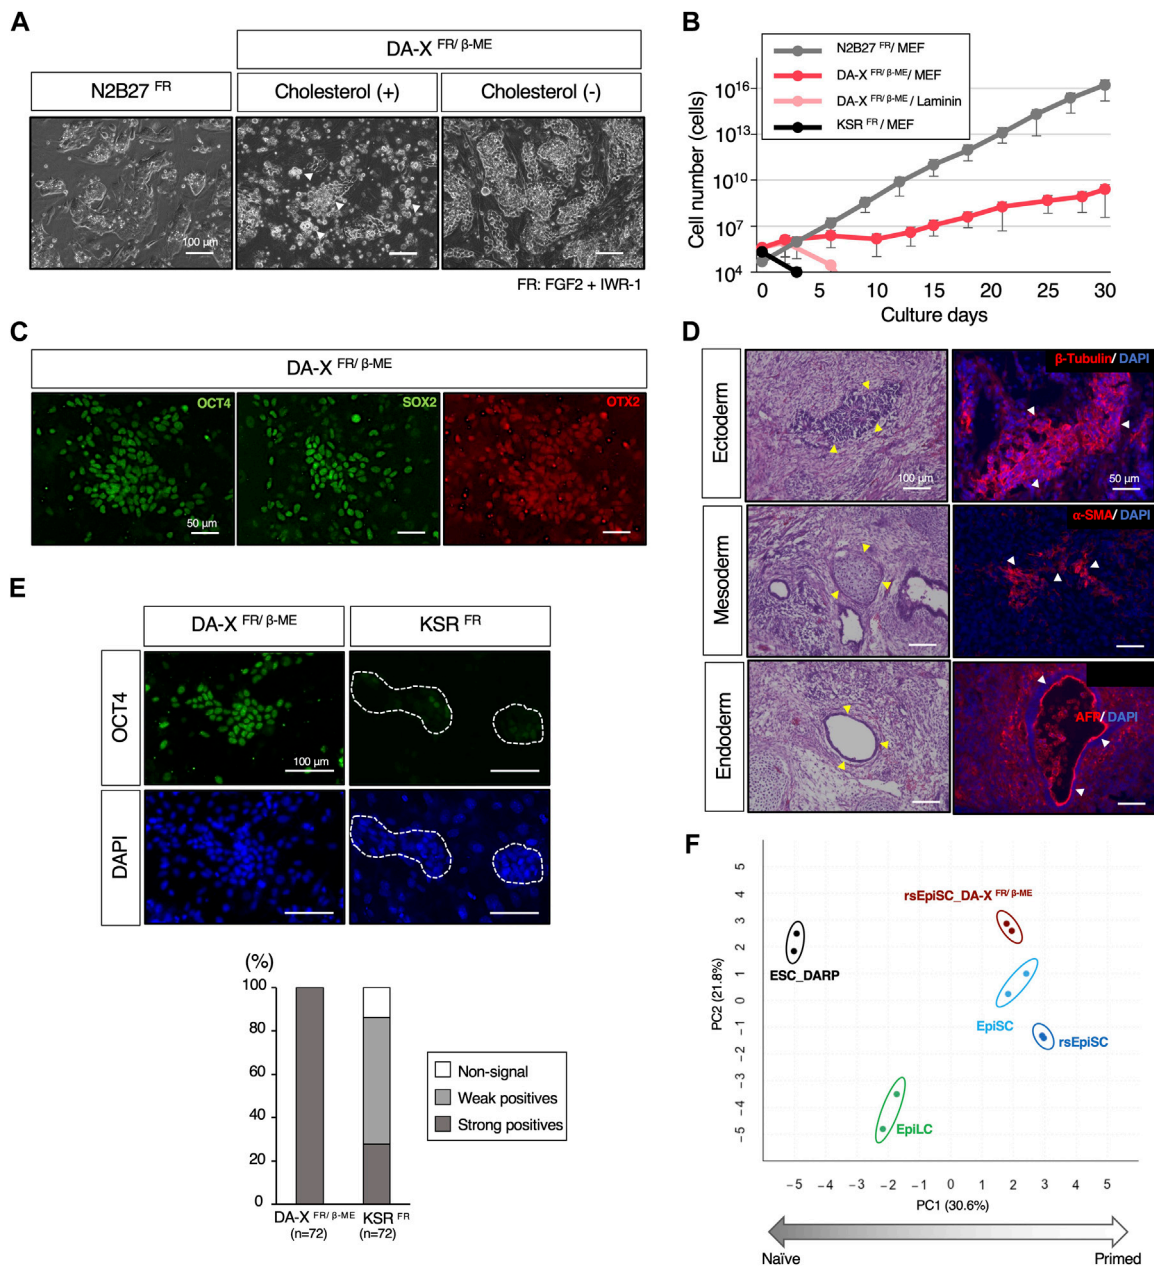 A
DA-X FR/ β-ME
N2B27 FR
Cholesterol (+)
Cholesterol (-)
100 μm
FR: FGF2 + IWR-1
B
N2B27 FR/ MEF
DA-X FR/ β-ME/ MEF
DA-X FR/ β-ME / Laminin
KSR FR / MEF
Cell number (cells)
10^16
10^13
10^10
10^7
10^4
0 5 10 15 21 25 30
Culture days
C
DA-X FR/ β-ME
OCT4
SOX2
OTX2
50 μm
D
Ectoderm
100 μm
β-Tubulin/ DAPI
50 μm
Mesoderm
α-SMA/ DAPI
Endoderm
AFP/ DAPI
E
DA-X FR/ β-ME
KSR FR
OCT4
100 μm
DAPI
(%)
100
80
60
40
20
0
Non-signal
Weak positives
Strong positives
DA-X FR/ β-ME
(n=72)
KSR FR
(n=72)
F
PC2 (21.8%)
5
4
3
2
1
0
−1
−2
−3
−4
−5
rsEpiSC_DA-X FR/ β-ME
ESC_DARP
EpiSC
rsEpiSC
EpiLC
−5 −4 −3 −2 −1 0 1 2 3 4 5
PC1 (30.6%)
Naïve
Primed